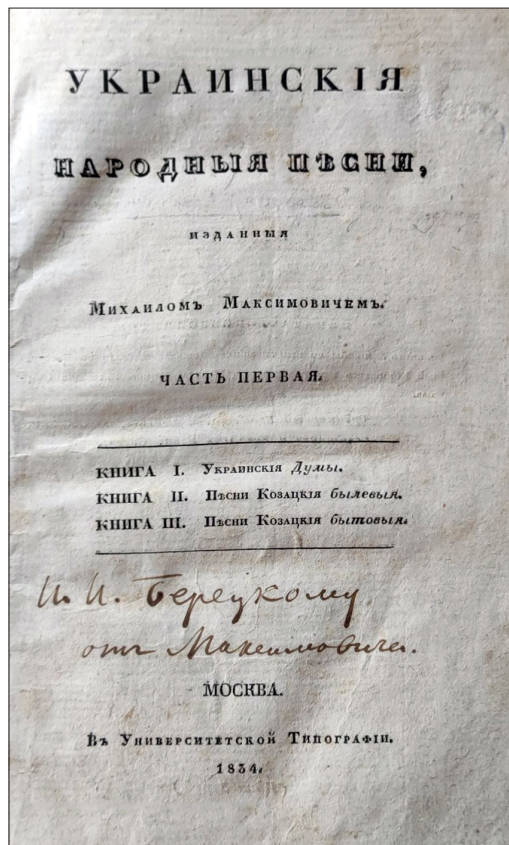 УКРАИНСКІЯ
НАРОДНЫЯ ПѢСНИ,
ИЗДАННЫЯ
Михаиломъ Максимовичемъ.
ЧАСТЬ ПЕРВАЯ.
КНИГА I. Украинскія Думы.
КНИГА II. Пѣсни Козацкія былевыя.
КНИГА III. Пѣсни Козацкія бытовыя.
И. И. Берецкому
отъ Максимовича.
МОСКВА.
Въ Университетской Типографіи.
1834.